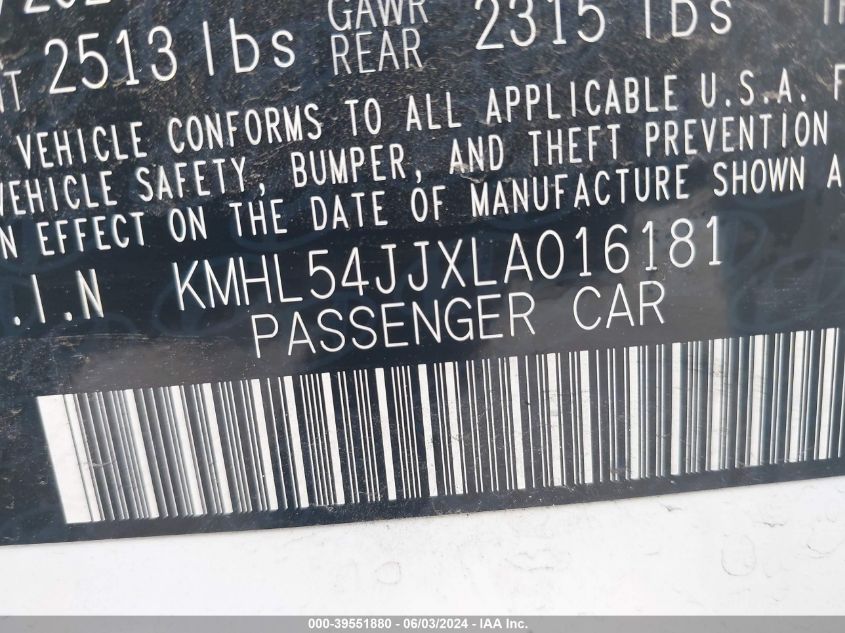 2513 lbs GAWR REAR 2315 lbs
VEHICLE CONFORMS TO ALL APPLICABLE U.S.A. F
VEHICLE SAFETY, BUMPER, AND THEFT PREVENTION
N EFFECT ON THE DATE OF MANUFACTURE SHOWN A
.I.N KMHL54JJXLA016181
PASSENGER CAR
000-39551880 - 06/03/2024 - IAA Inc.